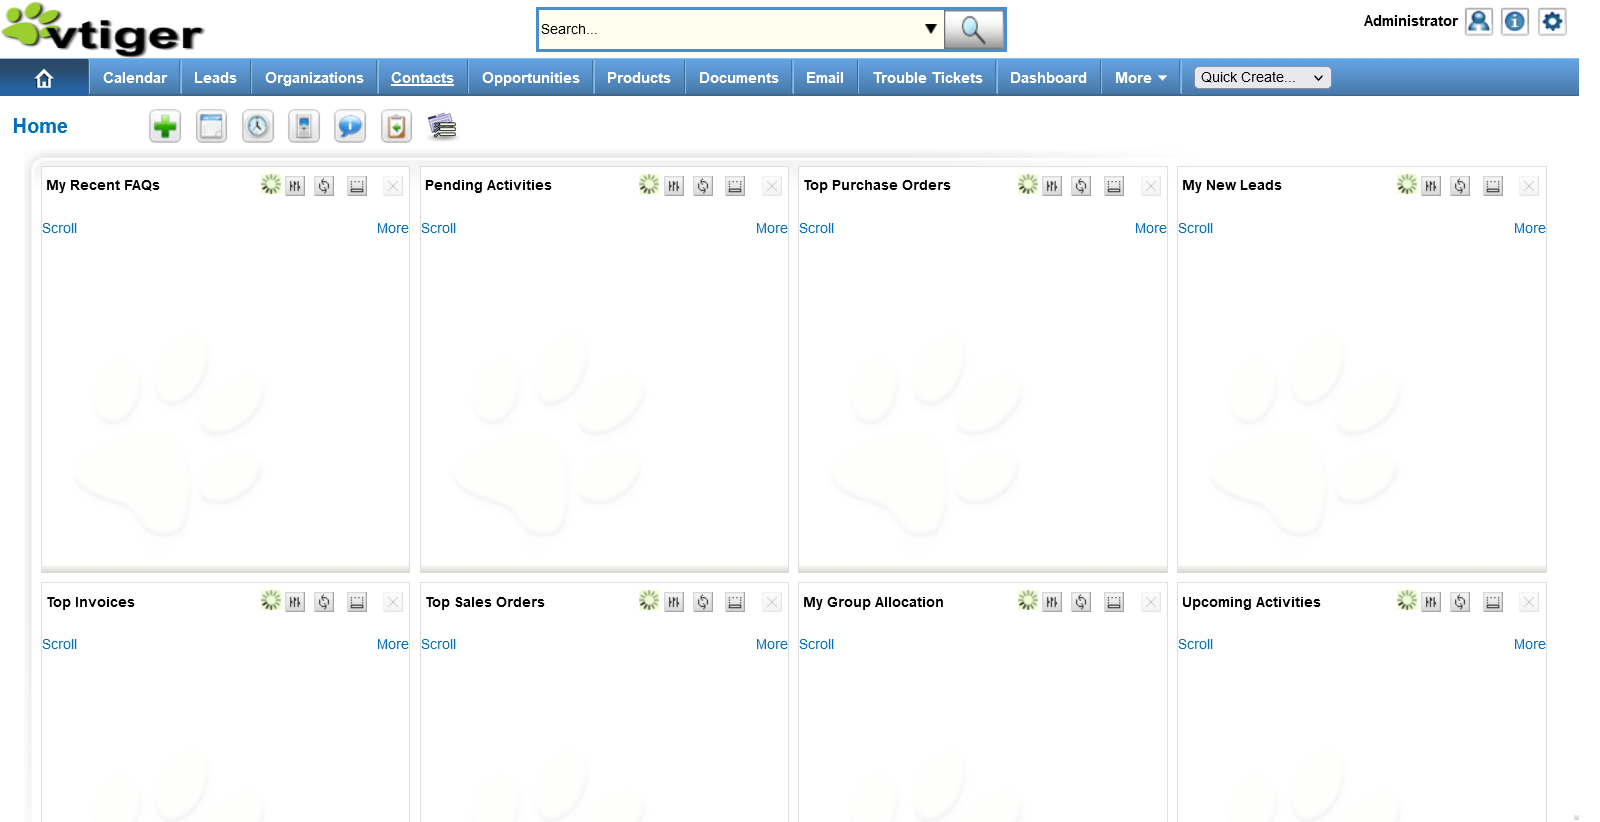 vtiger
Search...
Administrator
Calendar Leads Organizations Contacts Opportunities Products Documents Email Trouble Tickets Dashboard More Quick Create...
Home
My Recent FAQs Pending Activities Top Purchase Orders My New Leads
Scroll More Scroll More Scroll More Scroll More
Top Invoices Top Sales Orders My Group Allocation Upcoming Activities
Scroll More Scroll More Scroll Scroll More